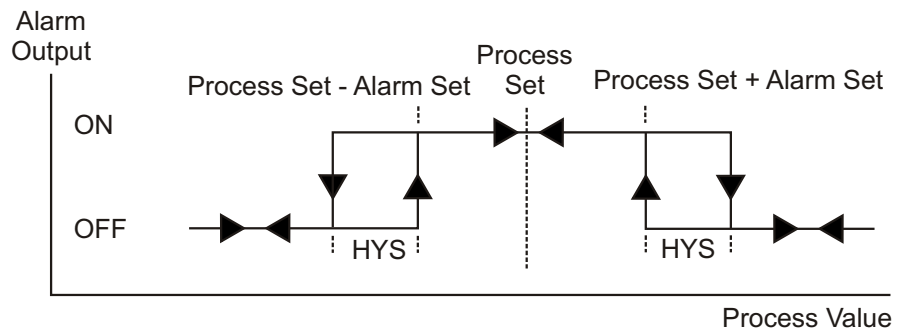 Alarm
Output
Process
Set
Process Set - Alarm Set
Process Set + Alarm Set
ON
OFF
HYS
HYS
Process Value